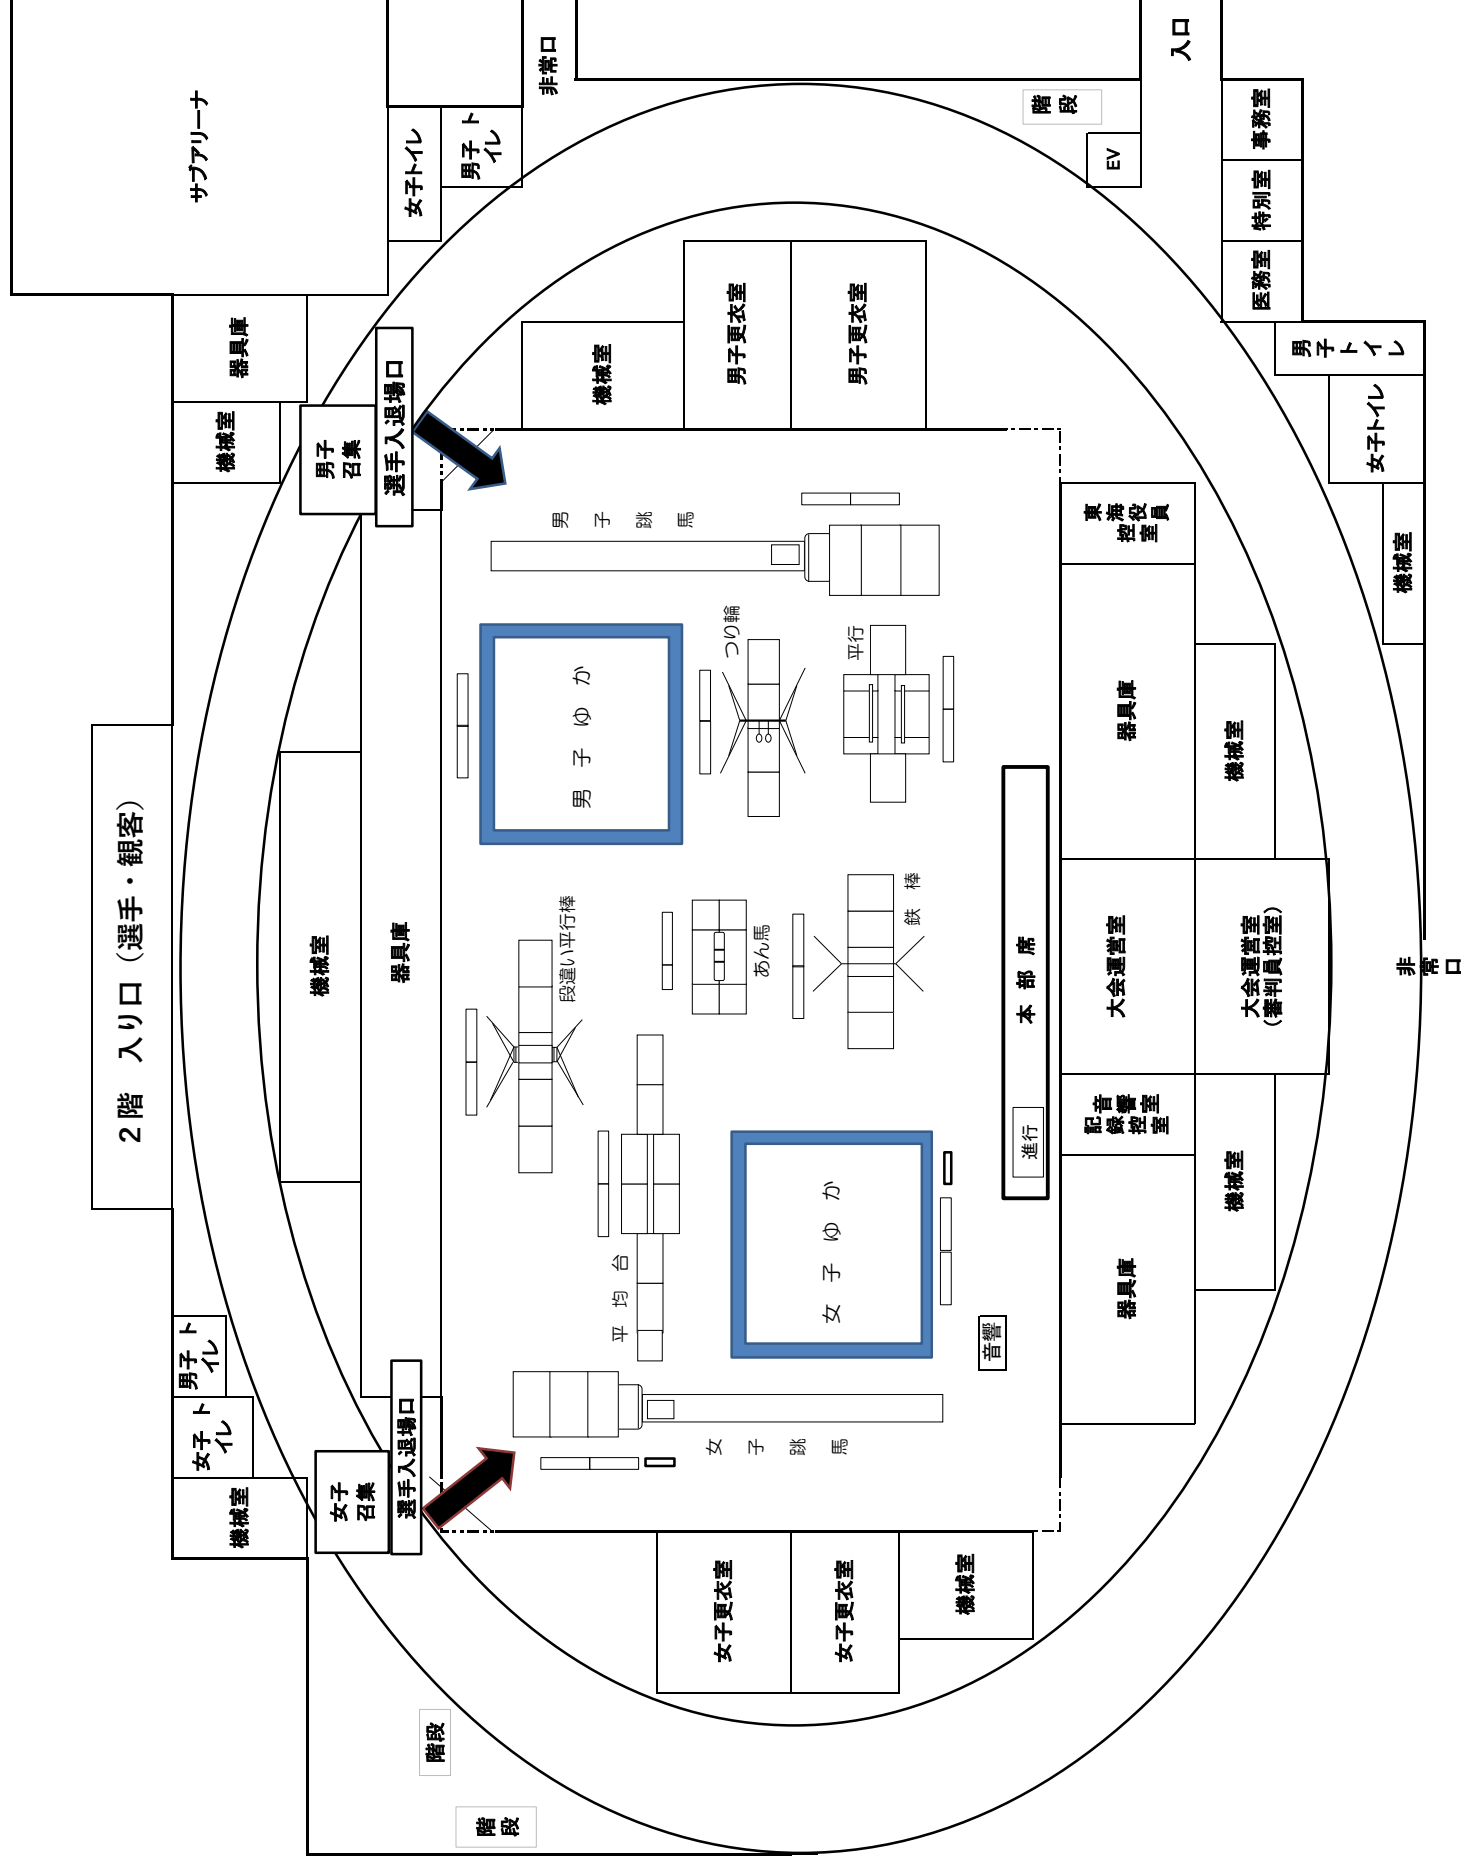 ２階　入り口（選手・観客）
サブアリーナ
女子トイレ
男子 ト
イレ
非常口
階
段
EV
入口
事務室
特別室
医務室
男
子
ト
イ
レ
女子トイレ
機械室
器具庫
機械室
男子
召集
選手入退場口
機械室
男子更衣室
男子更衣室
男　子　跳　馬
男　子　ゆ　か
つり輪
平行
東海役員
控室
器具庫
機械室
機械室
器具庫
段違い平行棒
あん馬
鉄　棒
本　部　席
進行
大会運営室
大会運営室
（審判員控室）
非
常
口
記録控室
音響室
器具庫
機械室
平　均　台
女　子　ゆ　か
音響
女　子　跳　馬
男子 ト
イレ
女子 ト
イレ
機械室
女子
召集
選手入退場口
女子更衣室
女子更衣室
機械室
階段
階
段